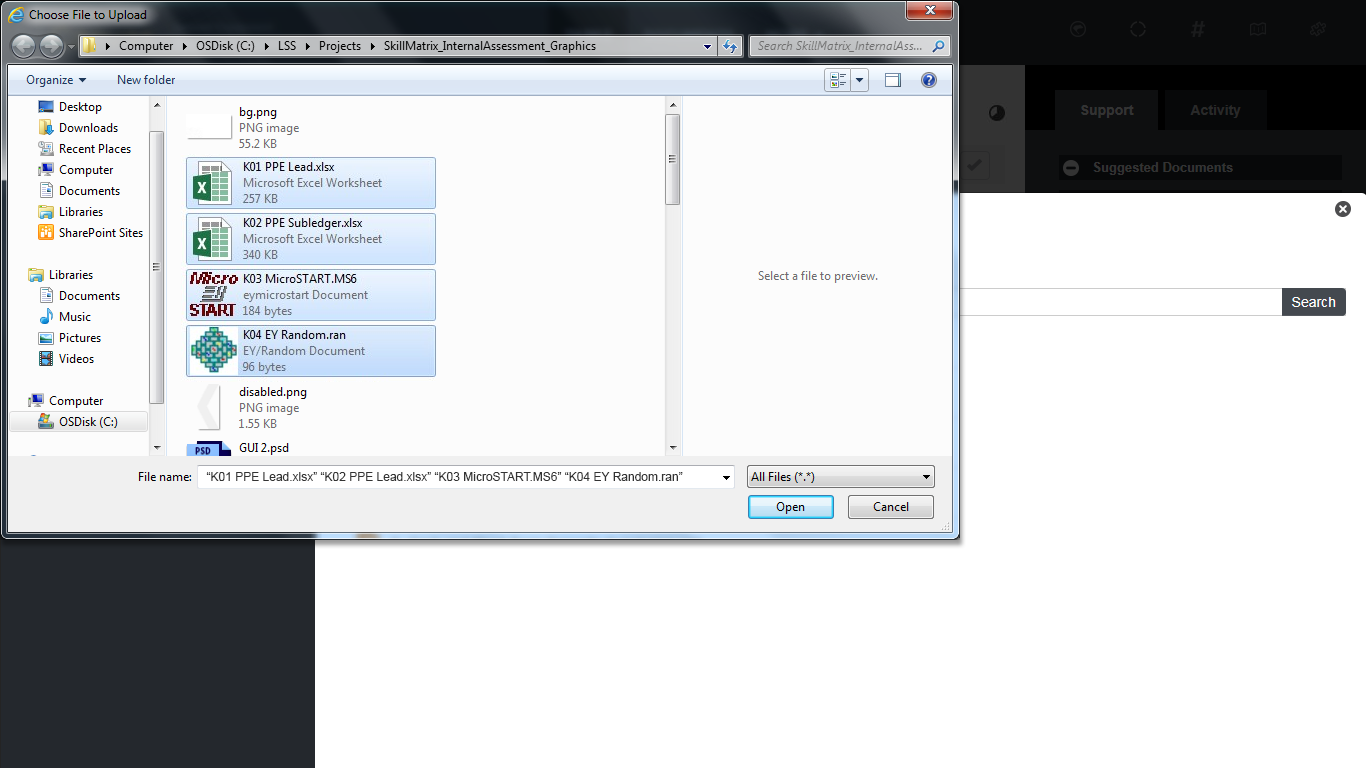 Choose File to Upload
Computer OSDisk (C:) LSS Projects SkillMatrix_InternalAssessment_Graphics
Search SkillMatrix_InternalAss...
Organize
New folder
Desktop
Downloads
Recent Places
Computer
Documents
Libraries
SharePoint Sites
Libraries
Documents
Music
Pictures
Videos
Computer
OSDisk (C:)
bg.png
PNG image
55.2 KB
K01 PPE Lead.xlsx
Microsoft Excel Worksheet
257 KB
K02 PPE Subledger.xlsx
Microsoft Excel Worksheet
340 KB
Micro
START
K03 MicroSTART.MS6
eymicrostart Document
184 bytes
K04 EY Random.ran
EY/Random Document
96 bytes
disabled.png
PNG image
1.55 KB
PSD
GUI 2.psd
Select a file to preview.
File name:
“K01 PPE Lead.xlsx” “K02 PPE Lead.xlsx” “K03 MicroSTART.MS6” “K04 EY Random.ran”
All Files (*.*)
Open
Cancel
Support
Activity
Suggested Documents
Search